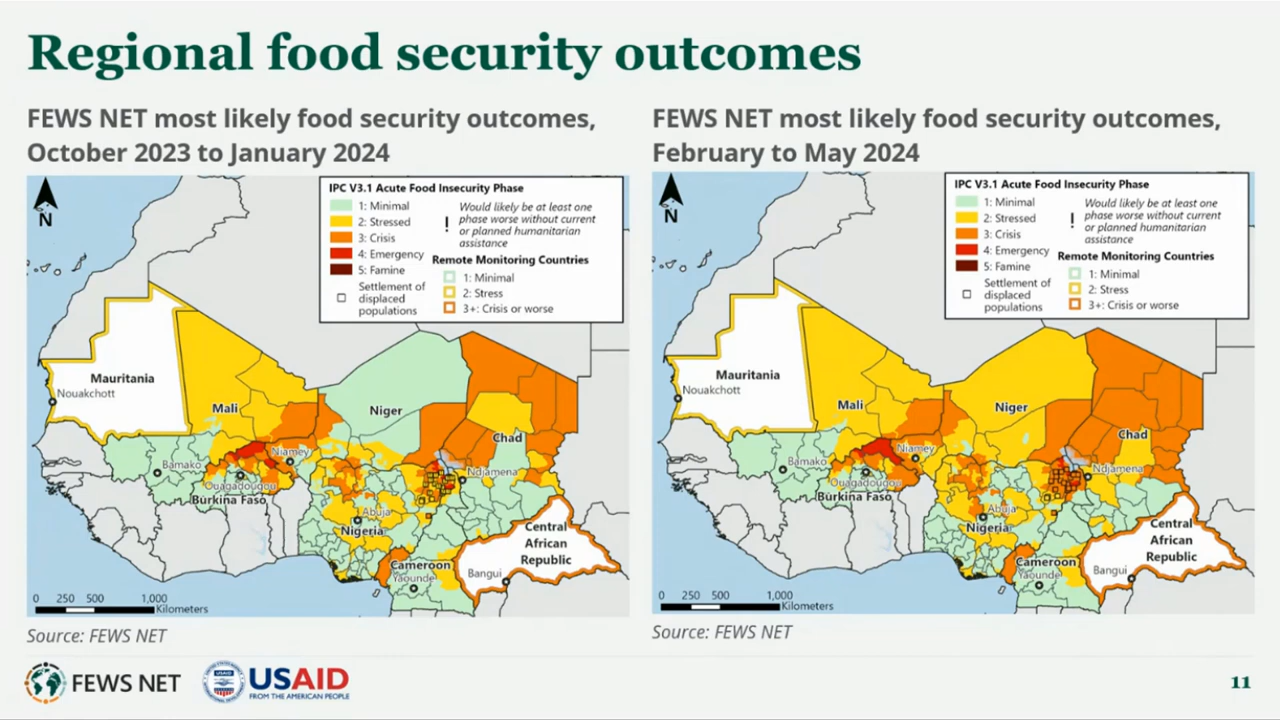 Regional food security outcomes
FEWS NET most likely food security outcomes,
October 2023 to January 2024
N
IPC V3.1 Acute Food Insecurity Phase
1: Minimal
2: Stressed
3: Crisis
4: Emergency
5: Famine
Settlement of
displaced
populations
!
Would likely be at least one
phase worse without current
or planned humanitarian
assistance
Remote Monitoring Countries
1: Minimal
2: Stress
3+: Crisis or worse
Mauritania
Nouakchott
Mali
Niger
Chad
Bamako
Niamey
Ndjamena
Ouagadougou
Burkina Faso
Abuja
Nigeria
Central
African
Republic
Cameroon
Yaounde
Bangui
0 250 500 1,000
Kilometers
Source: FEWS NET
FEWS NET most likely food security outcomes,
February to May 2024
N
IPC V3.1 Acute Food Insecurity Phase
1: Minimal
2: Stressed
3: Crisis
4: Emergency
5: Famine
Settlement of
displaced
populations
!
Would likely be at least one
phase worse without current
or planned humanitarian
assistance
Remote Monitoring Countries
1: Minimal
2: Stress
3+: Crisis or worse
Mauritania
Nouakchott
Mali
Niger
Chad
Bamako
Niamey
Ndjamena
Ouagadougou
Burkina Faso
Abuja
Nigeria
Central
African
Republic
Cameroon
Yaounde
Bangui
0 250 500 1,000
Kilometers
Source: FEWS NET
FEWS NET
USAID
USAID
FROM THE AMERICAN PEOPLE
11